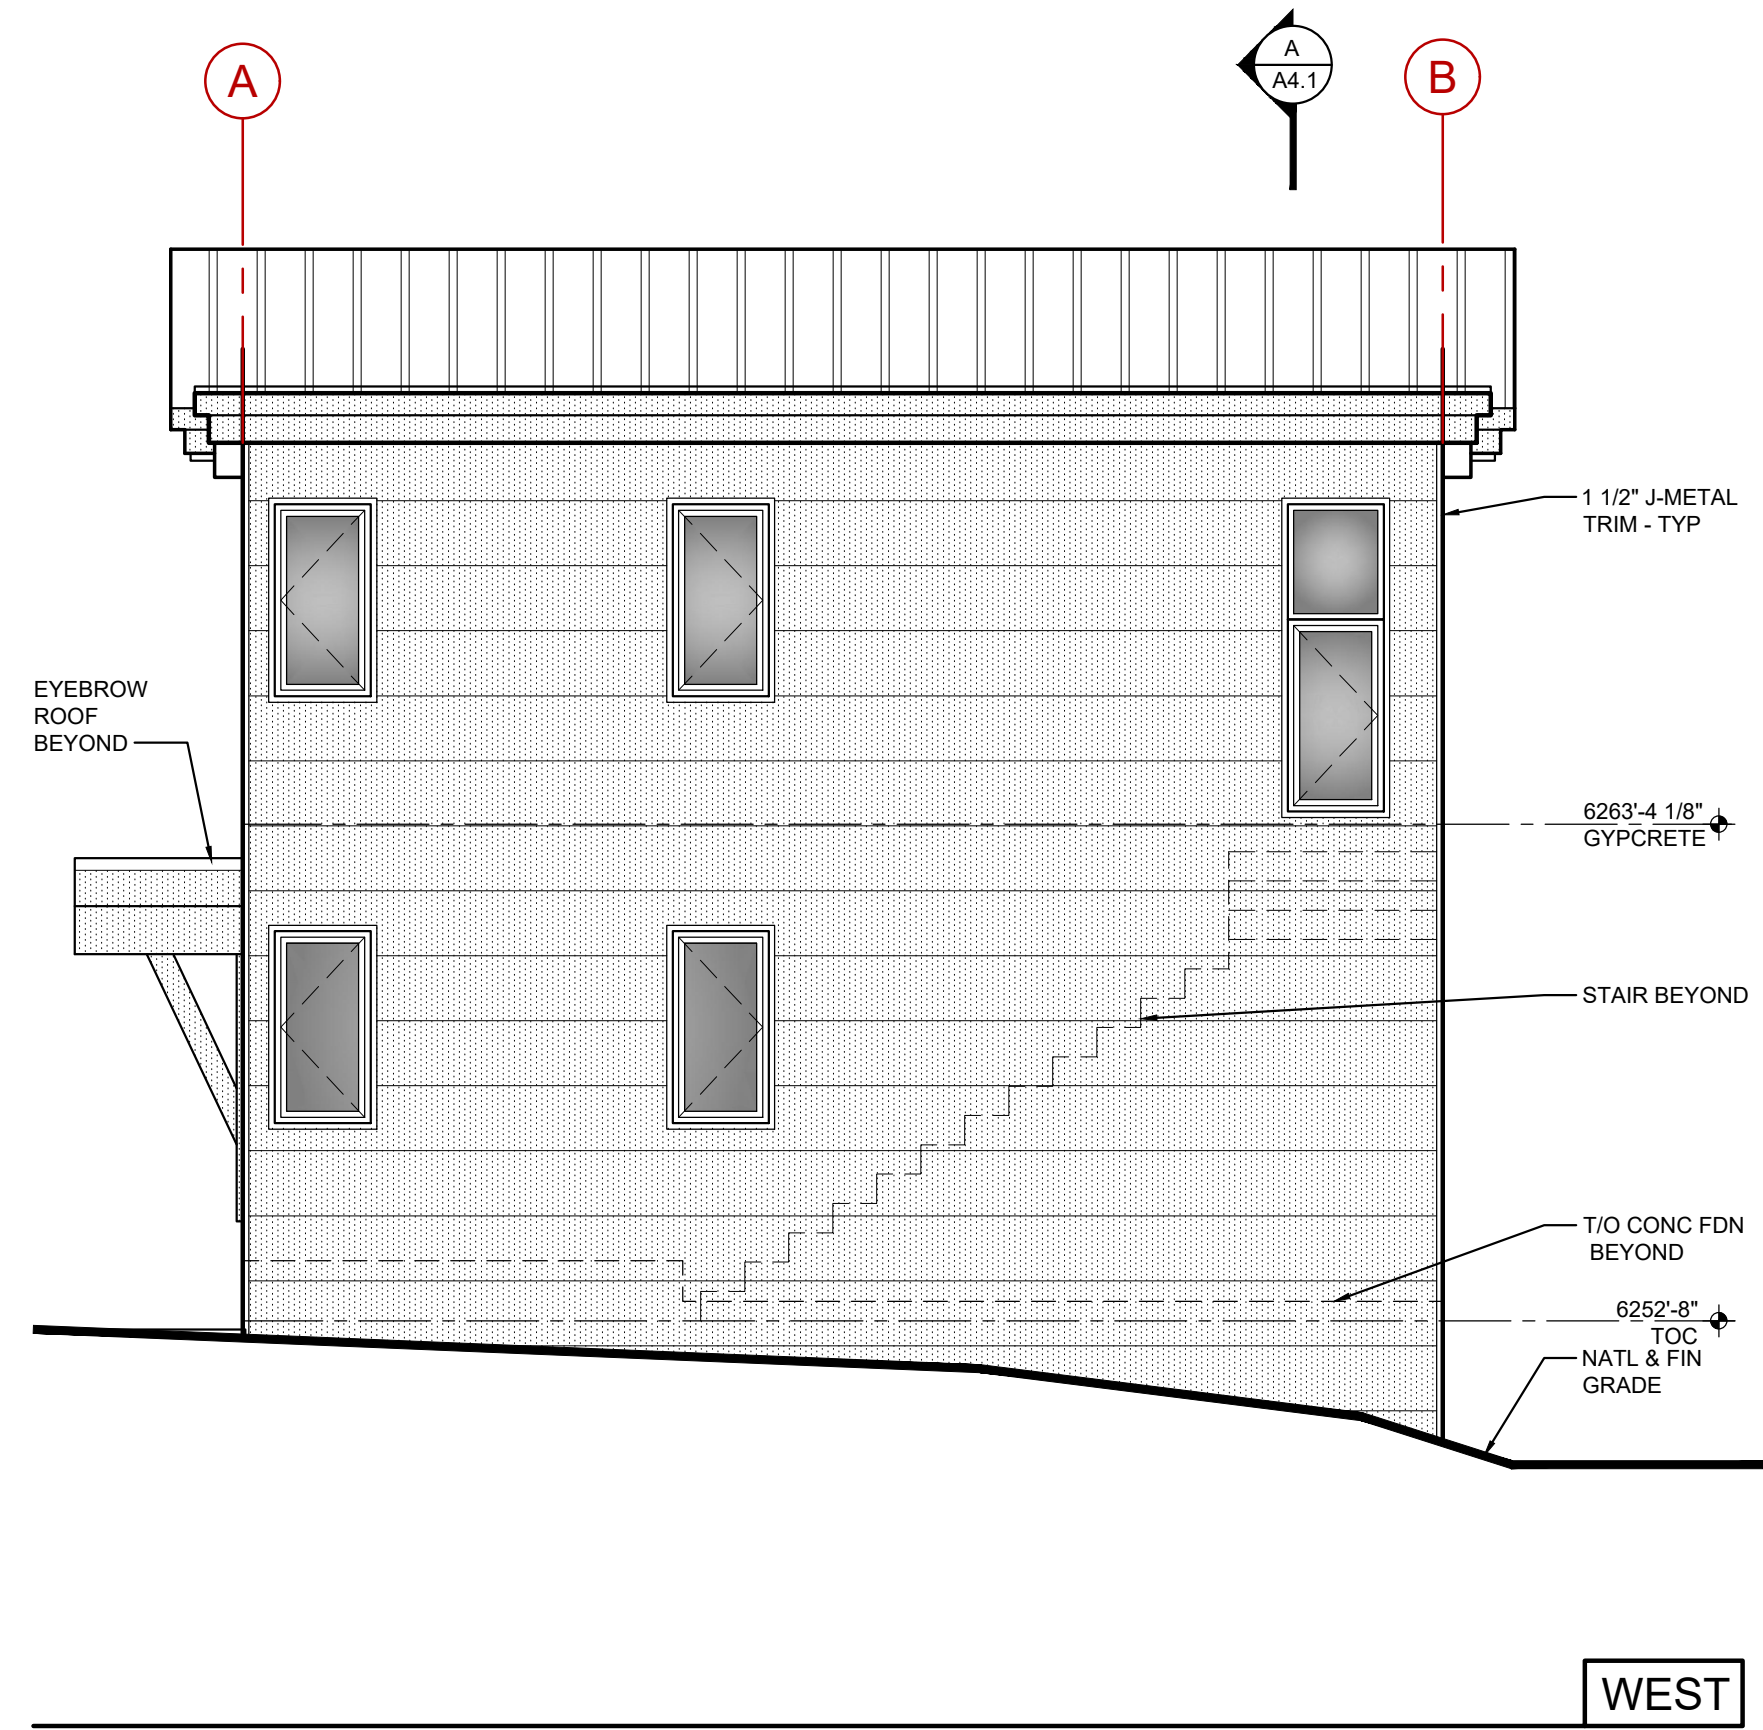 A
A
A4.1
B
1 1/2" J-METAL
TRIM - TYP
EYEBROW
ROOF
BEYOND
6263'-4 1/8"
GYPCRETE
STAIR BEYOND
T/O CONC FDN
BEYOND
6252'-8"
TOC
NATL & FIN
GRADE
WEST